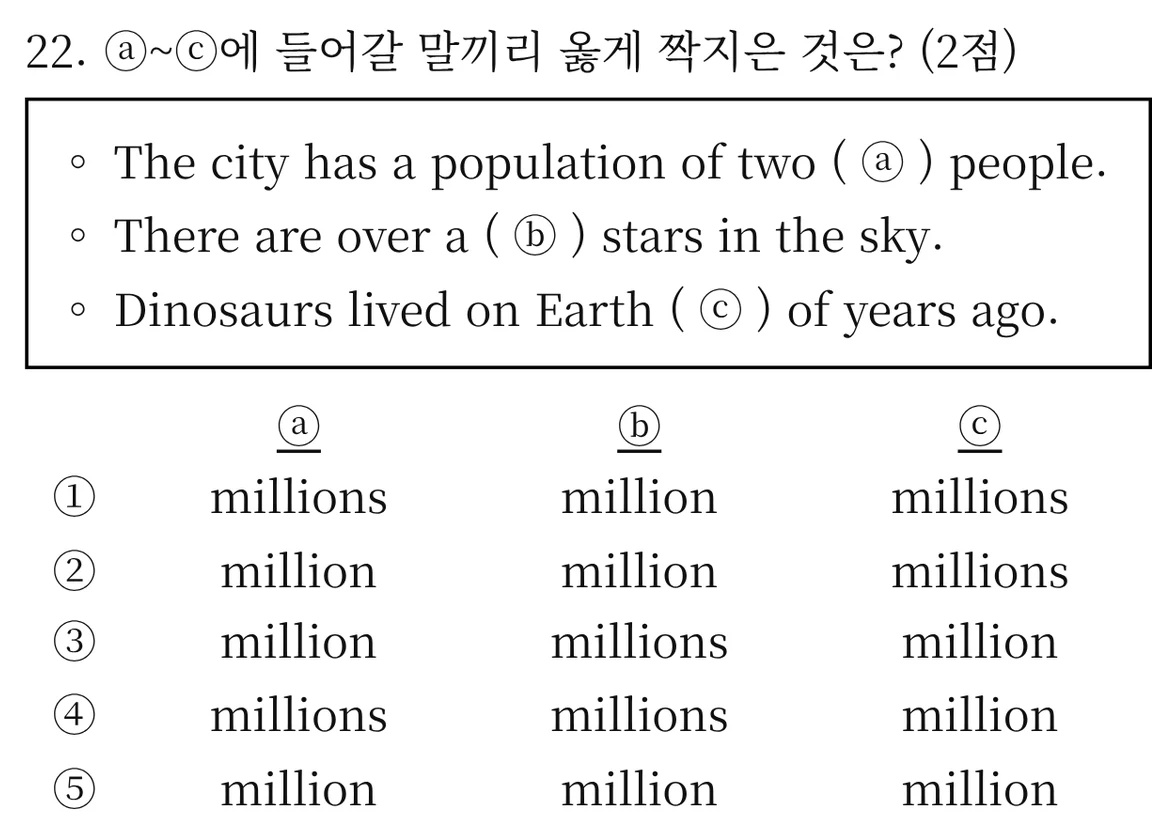 22. ⓐ~ⓒ에 들어갈 말끼리 옳게 짝지은 것은? (2점)
◦ The city has a population of two ( ⓐ ) people.
◦ There are over a ( ⓑ ) stars in the sky.
◦ Dinosaurs lived on Earth ( ⓒ ) of years ago.
ⓐ ⓑ ⓒ
① millions million millions
② million million millions
③ million millions million
④ millions millions million
⑤ million million million